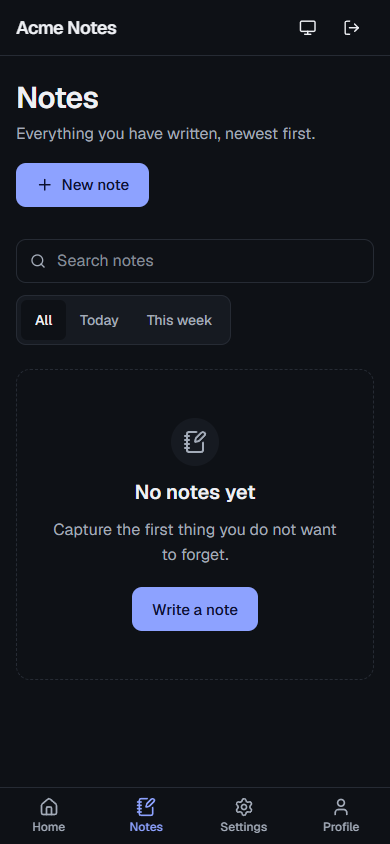 Acme Notes
Notes
Everything you have written, newest first.
New note
Search notes
All Today This week
No notes yet
Capture the first thing you do not want
to forget.
Write a note
Home Notes Settings Profile